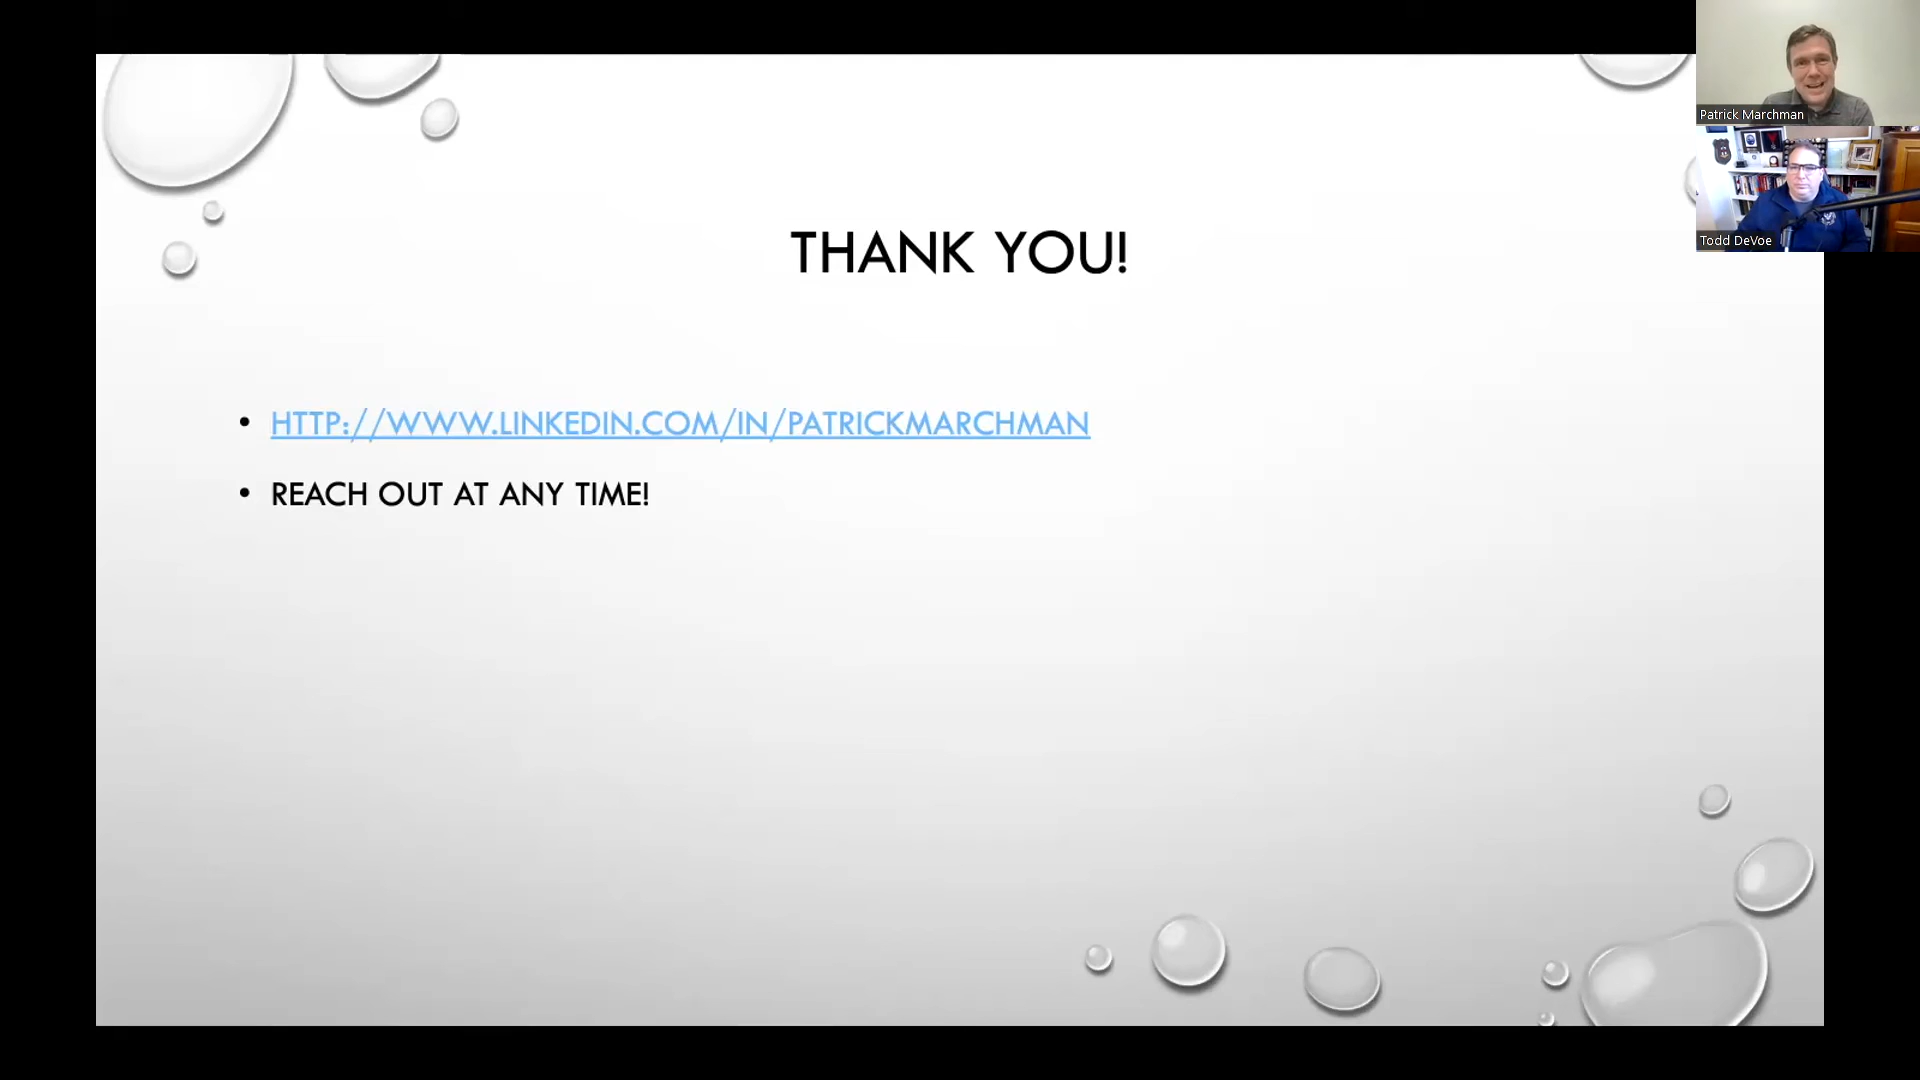 THANK YOU!
• HTTP://WWW.LINKEDIN.COM/IN/PATRICKMARCHMAN
• REACH OUT AT ANY TIME!
Patrick Marchman
Todd DeVoe